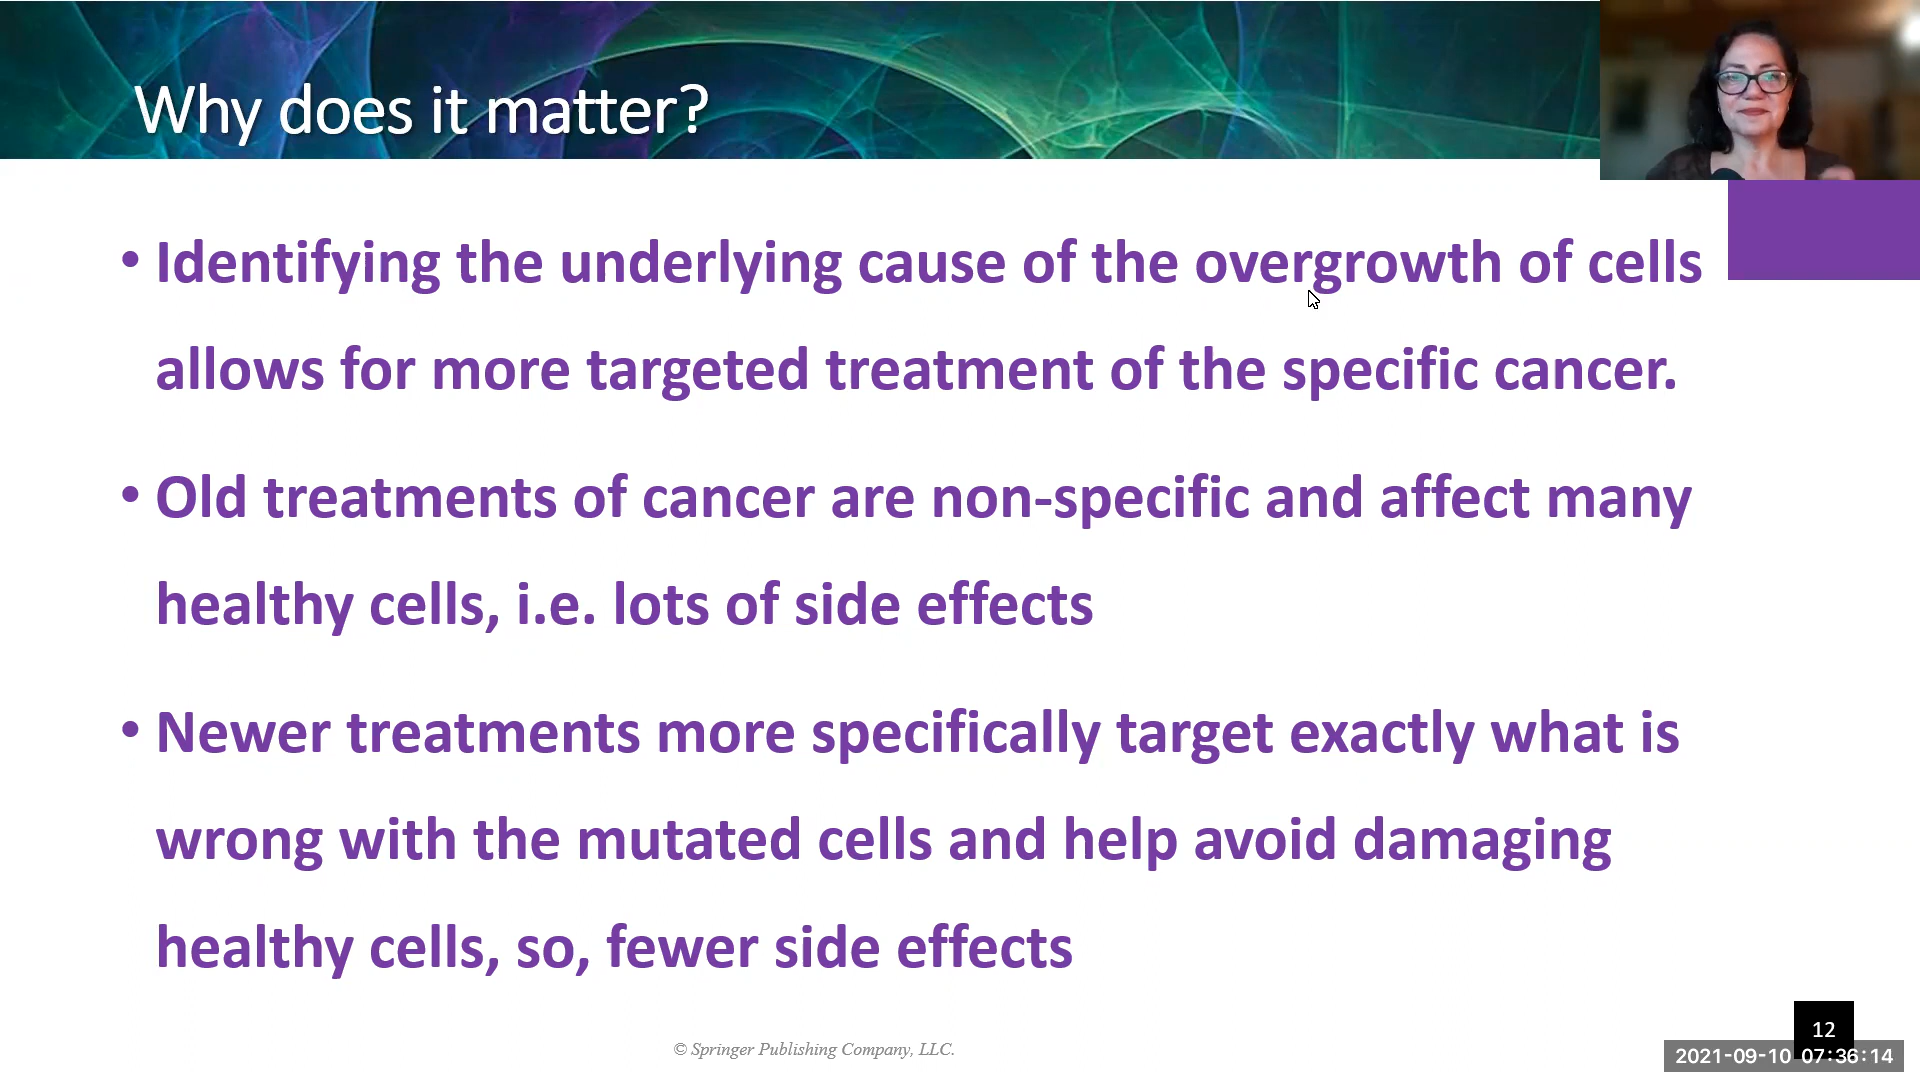 Why does it matter?
• Identifying the underlying cause of the overgrowth of cells
allows for more targeted treatment of the specific cancer.
• Old treatments of cancer are non-specific and affect many
healthy cells, i.e. lots of side effects
• Newer treatments more specifically target exactly what is
wrong with the mutated cells and help avoid damaging
healthy cells, so, fewer side effects
© Springer Publishing Company, LLC.
12
2021-09-10 07:36:14